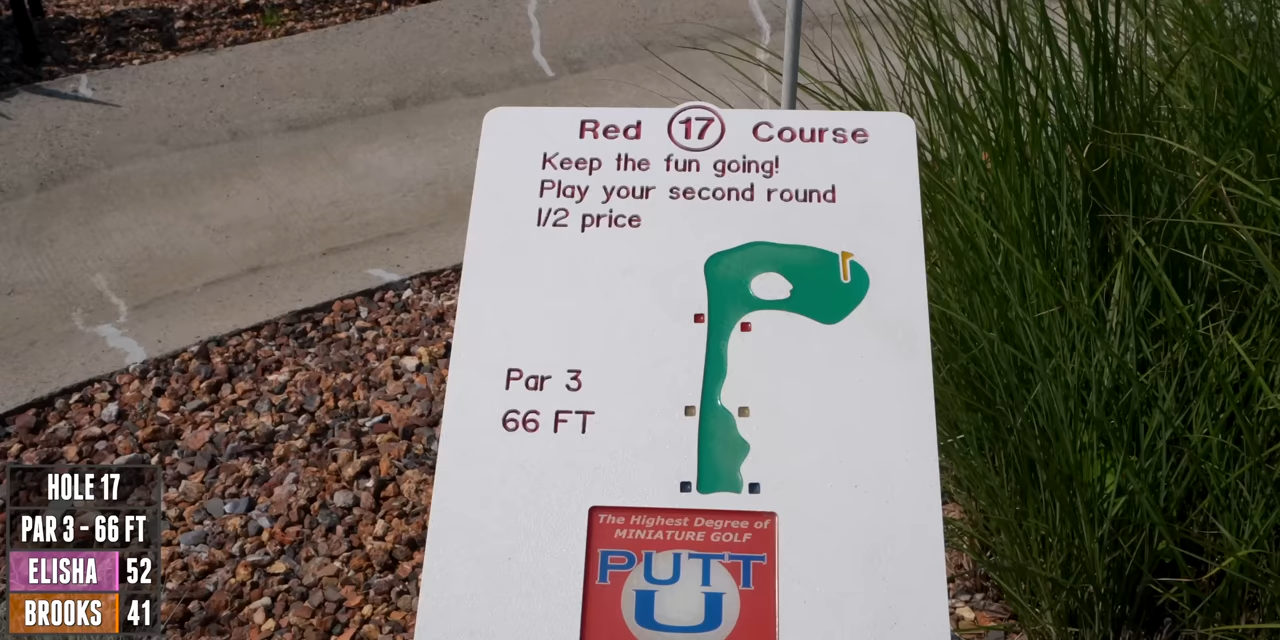 Red 17 Course
Keep the fun going!
Play your second round
1/2 price
Par 3
66 FT
The Highest Degree of
MINIATURE GOLF
PUTT
U
HOLE 17
PAR 3 - 66 FT
ELISHA 52
BROOKS 41